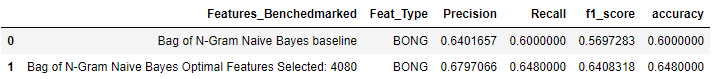 Features_Benchedmarked Feat_Type Precision Recall f1_score accuracy
0 Bag of N-Gram Naive Bayes baseline BONG 0.6401657 0.6000000 0.5697283 0.6000000
1 Bag of N-Gram Naive Bayes Optimal Features Selected: 4080 BONG 0.6797066 0.6480000 0.6408318 0.6480000